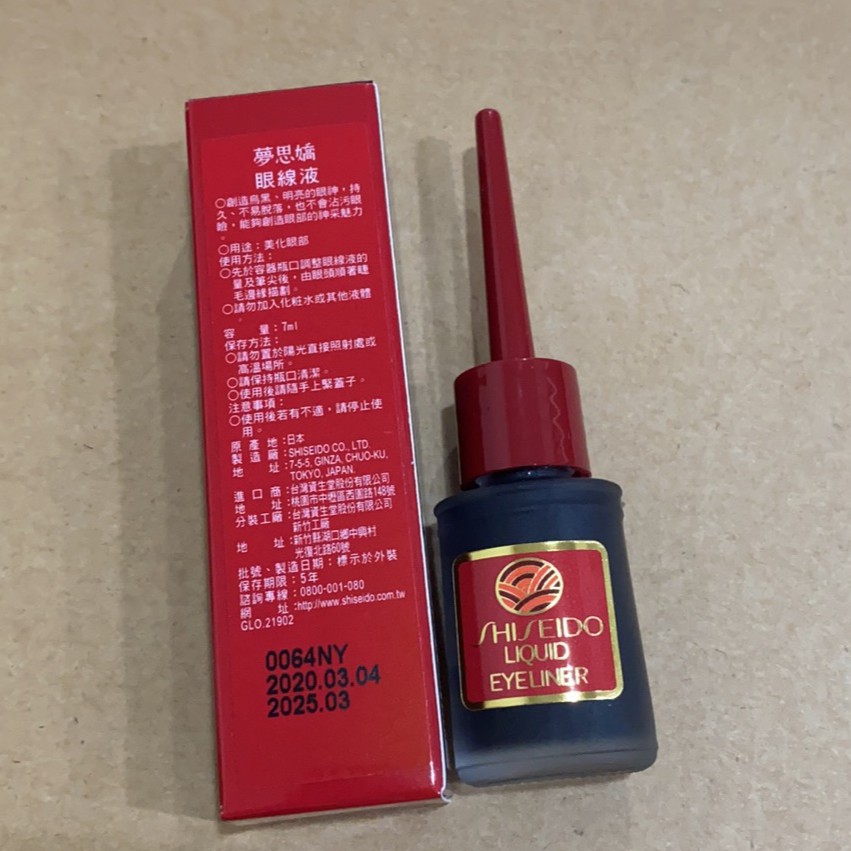 夢思嬌
眼線液
○創造烏黑、明亮的眼神，持
久、不易脫落，也不會沾污眼
瞼，能夠創造眼部的神采魅力
。
○用途：美化眼部
使用方法：
○先於容器瓶口調整眼線液的
量及筆尖後，由眼頭順著睫
毛邊緣描劃。
○請勿加入化粧水或其他液體
。
容 量：7ml
保存方法：
○請勿置於陽光直接照射處或
高溫場所。
○請保持瓶口清潔。
○使用後請隨手上緊蓋子。
注意事項：
○使用後若有不適，請停止使
用。
原產地：日本
製造廠：SHISEIDO CO., LTD.
地 址：7-5-5, GINZA, CHUO-KU,
TOKYO, JAPAN.
進口商：台灣資生堂股份有限公司
地 址：桃園市中壢區西園路148號
分裝工廠：台灣資生堂股份有限公司
新竹工廠
地 址：新竹縣湖口鄉中興村
光復北路60號
批號、製造日期：標示於外裝
保存期限：5年
諮詢專線：0800-001-080
網 址：http://www.shiseido.com.tw
GLO.21902
0064NY
2020.03.04
2025.03
SHISEIDO
LIQUID
EYELINER